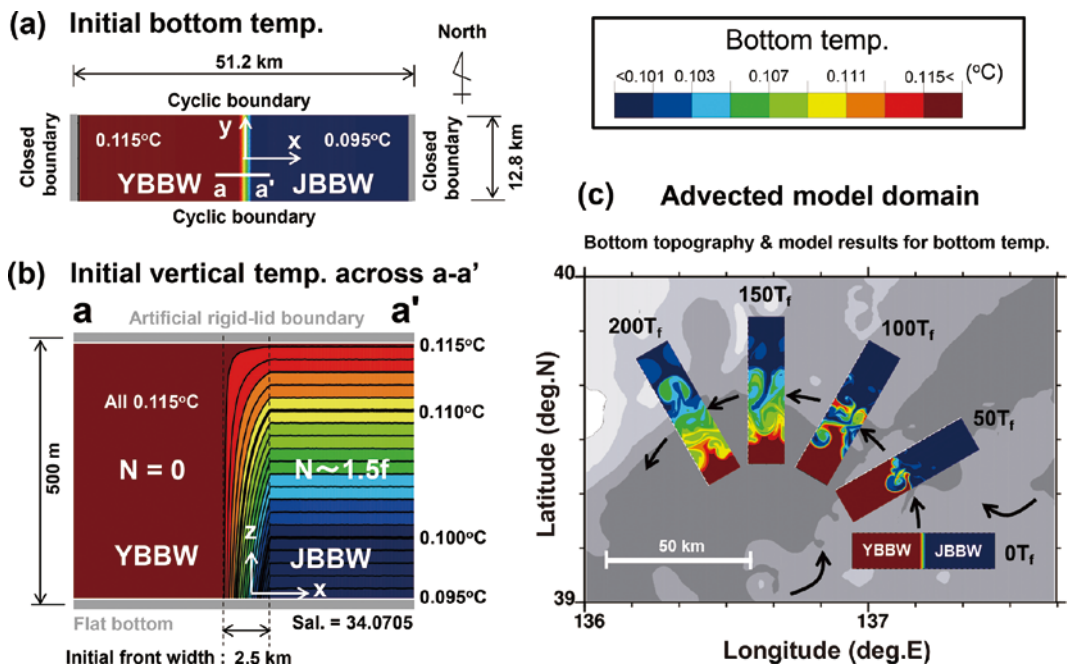 (a) Initial bottom temp.
North
51.2 km
Cyclic boundary
Closed boundary
0.115°C
y
x
0.095°C
YBBW
a
a'
JBBW
Closed boundary
12.8 km
Cyclic boundary
Bottom temp.
<0.101 0.103 0.107 0.111 0.115< (°C)
(b) Initial vertical temp. across a-a'
a
a'
Artificial rigid-lid boundary
0.115°C
All 0.115°C
0.110°C
500 m
N = 0
N~1.5f
z
0.100°C
YBBW
JBBW
x
0.095°C
Flat bottom
Sal. = 34.0705
Initial front width : 2.5 km
(c) Advected model domain
Bottom topography & model results for bottom temp.
40
150Tf
200Tf
100Tf
50Tf
Latitude (deg.N)
50 km
YBBW
JBBW
0Tf
39
136
137
Longitude (deg.E)